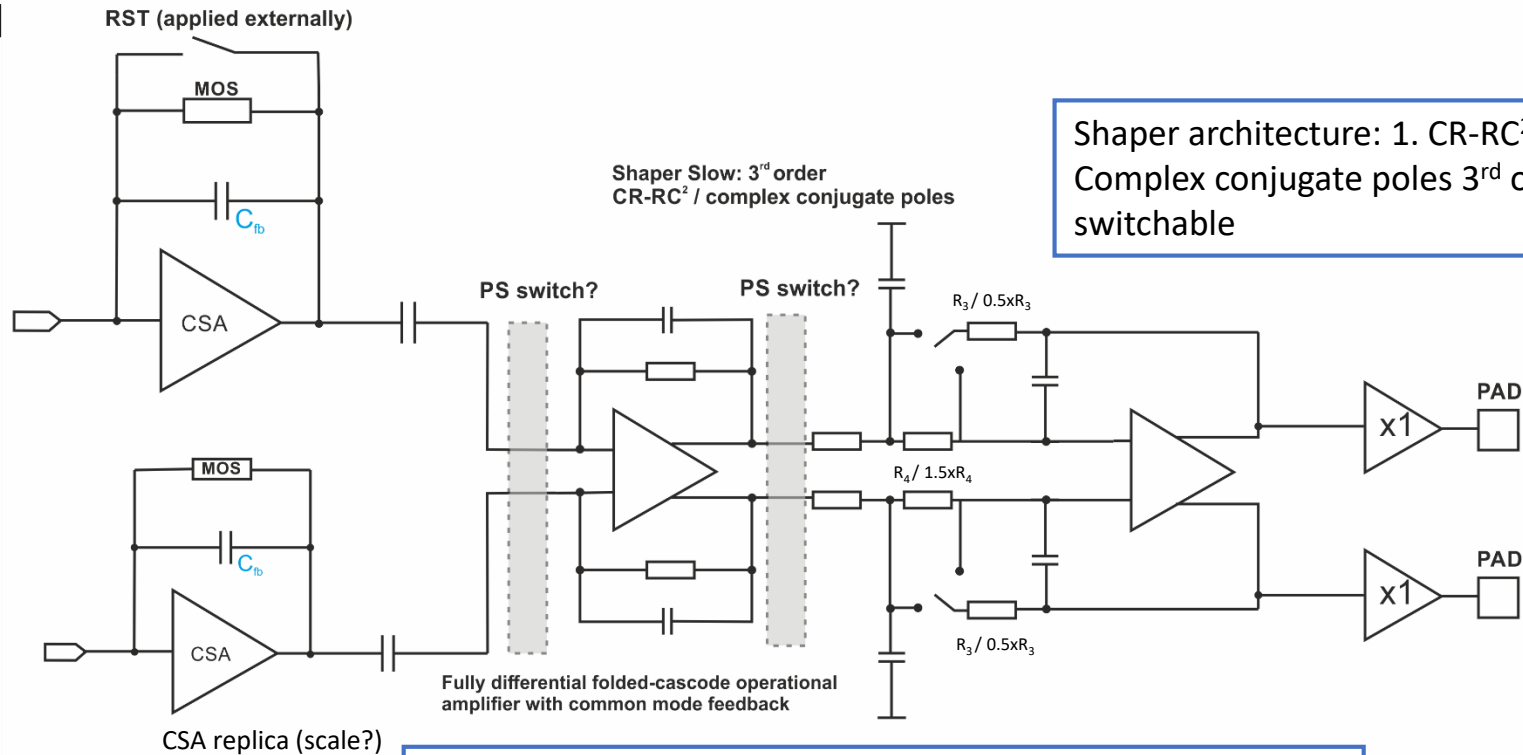 RST (applied externally)
MOS
C_fb
CSA
Shaper architecture: 1. CR-RC²
Complex conjugate poles 3rd
switchable
Shaper Slow: 3rd order
CR-RC² / complex conjugate poles
PS switch?
PS switch?
R₃/ 0.5xR₃
R₄/ 1.5xR₄
R₃/ 0.5xR₃
x1
PAD
x1
PAD
MOS
C_fb
CSA
Fully differential folded-cascode operational
amplifier with common mode feedback
CSA replica (scale?)